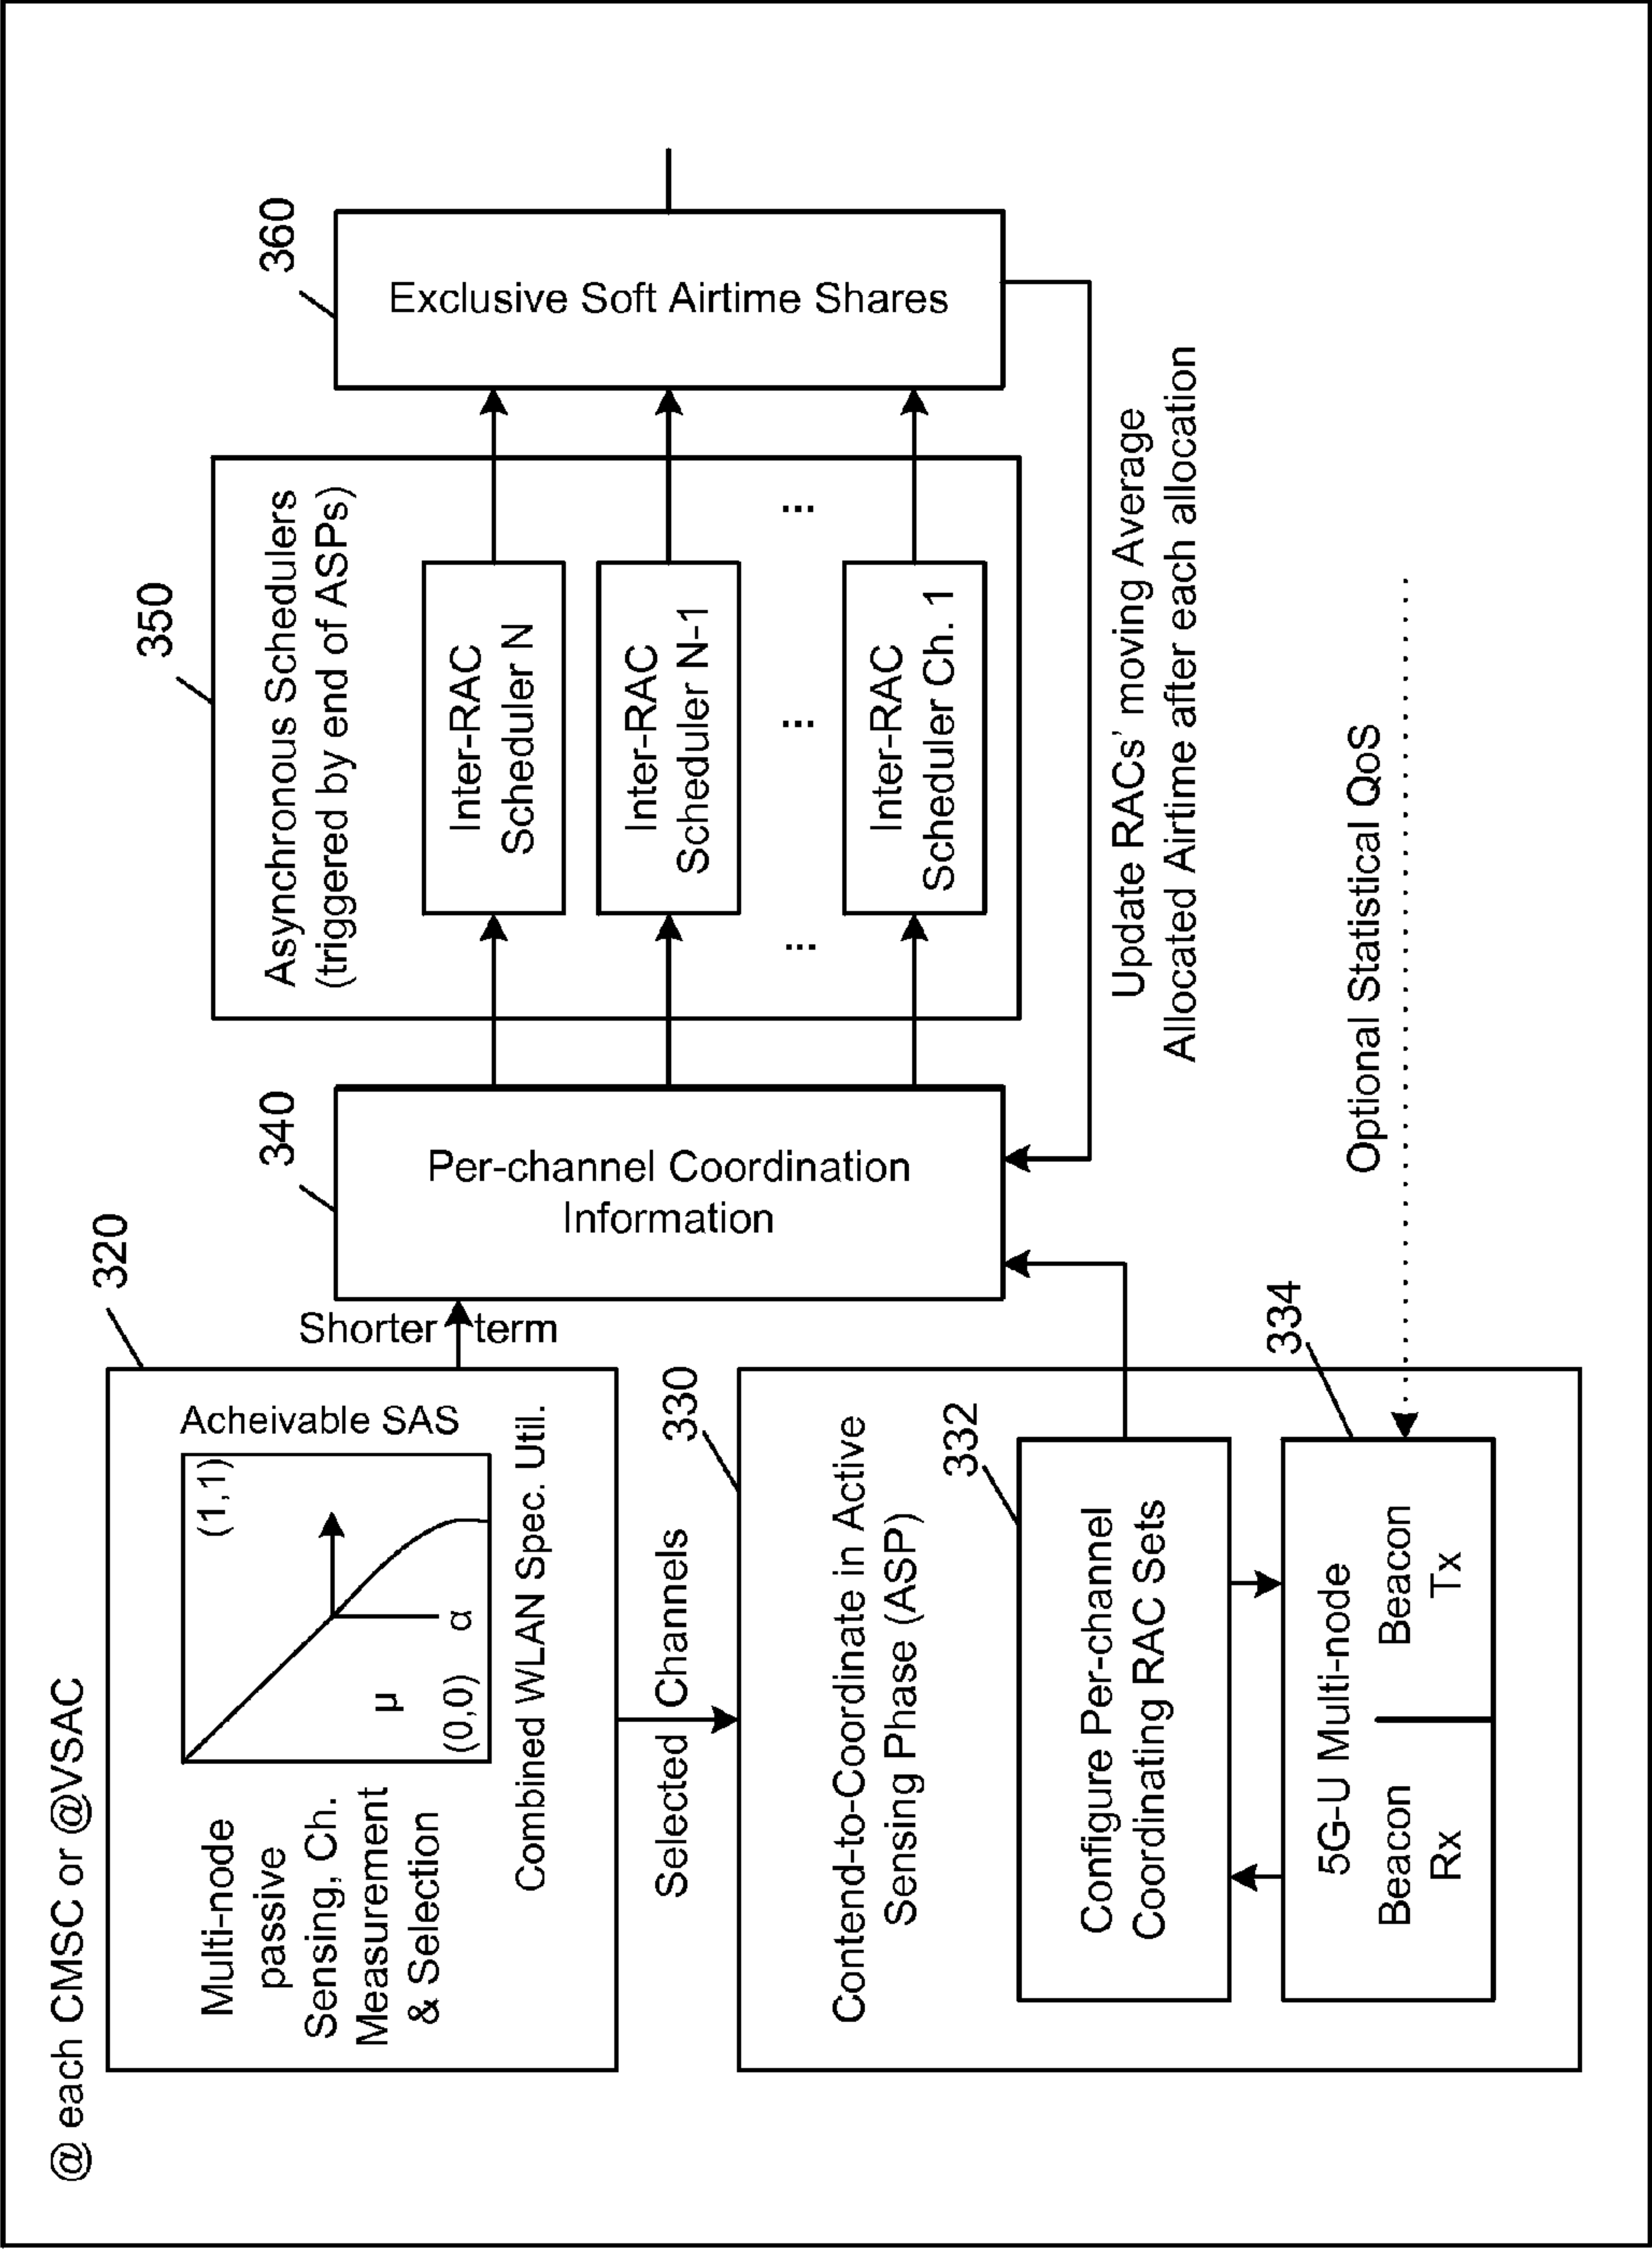 @ each CMSC or @VSAC
320
Multi-node
passive
Sensing, Ch.
Measurement
& Selection
Acheivable SAS
(1,1)
α
μ
(0,0)
Combined WLAN Spec. Util.
Shorter term
Selected Channels
330
Contend-to-Coordinate in Active
Sensing Phase (ASP)
332
Configure Per-channel
Coordinating RAC Sets
334
5G-U Multi-node
Beacon
Rx
Beacon
Tx
340
Per-channel Coordination
Information
350
Asynchronous Schedulers
(triggered by end of ASPs)
Inter-RAC
Scheduler N
Inter-RAC
Scheduler N-1
... ... ...
Inter-RAC
Scheduler Ch. 1
360
Exclusive Soft Airtime Shares
Update RACs’ moving Average
Allocated Airtime after each allocation
Optional Statistical QoS